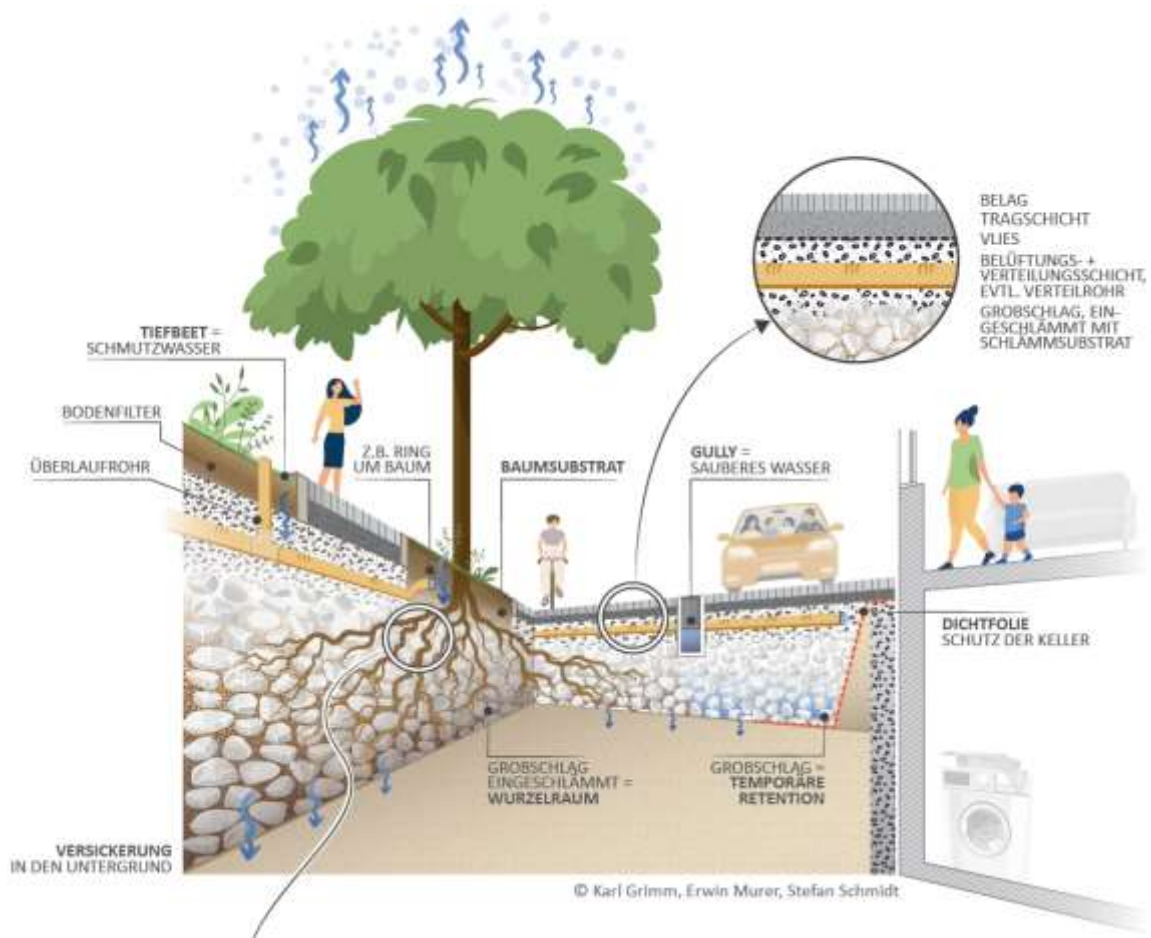 BELAG
TRAGSCHICHT
VLIES
BELÜFTUNGS- +
VERTEILUNGSSCHICHT,
EVTL. VERTEILROHR
GROBSCHLAG, EIN-
GESCHLÄMMT MIT
SCHLÄMMSUBSTRAT
TIEFBEET =
SCHMUTZWASSER
BODENFILTER
ÜBERLAUFROHR
Z.B. RING
UM BAUM
BAUMSUBSTRAT
GULLY =
SAUBERES WASSER
DICHTFOLIE
SCHUTZ DER KELLER
GROBSCHLAG
EINGESCHLÄMMT =
WURZELRAUM
GROBSCHLAG =
TEMPORÄRE
RETENTION
VERSICKERUNG
IN DEN UNTERGRUND
© Karl Grimm, Erwin Murer, Stefan Schmidt